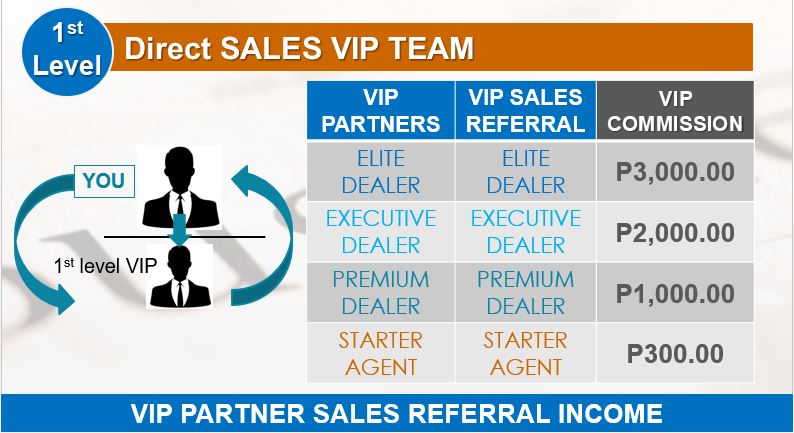 1st
Level
Direct SALES VIP TEAM
YOU
1st level VIP
VIP PARTNERS VIP SALES REFERRAL VIP COMMISSION
ELITE DEALER ELITE DEALER P3,000.00
EXECUTIVE DEALER EXECUTIVE DEALER P2,000.00
PREMIUM DEALER PREMIUM DEALER P1,000.00
STARTER AGENT STARTER AGENT P300.00
VIP PARTNER SALES REFERRAL INCOME